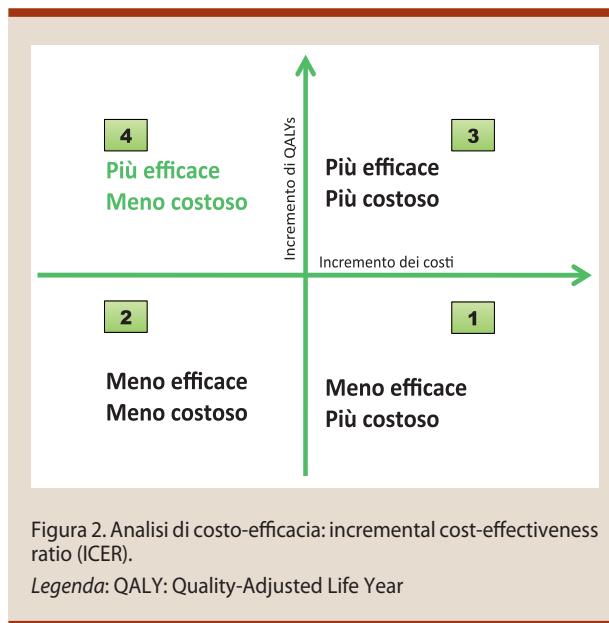 4
Più efficace
Meno costoso
Incremento di QALYs
3
Più efficace
Più costoso
Incremento dei costi
2
Meno efficace
Meno costoso
1
Meno efficace
Più costoso
Figura 2. Analisi di costo-efficacia: incremental cost-effectiveness
ratio (ICER).
Legenda: QALY: Quality-Adjusted Life Year